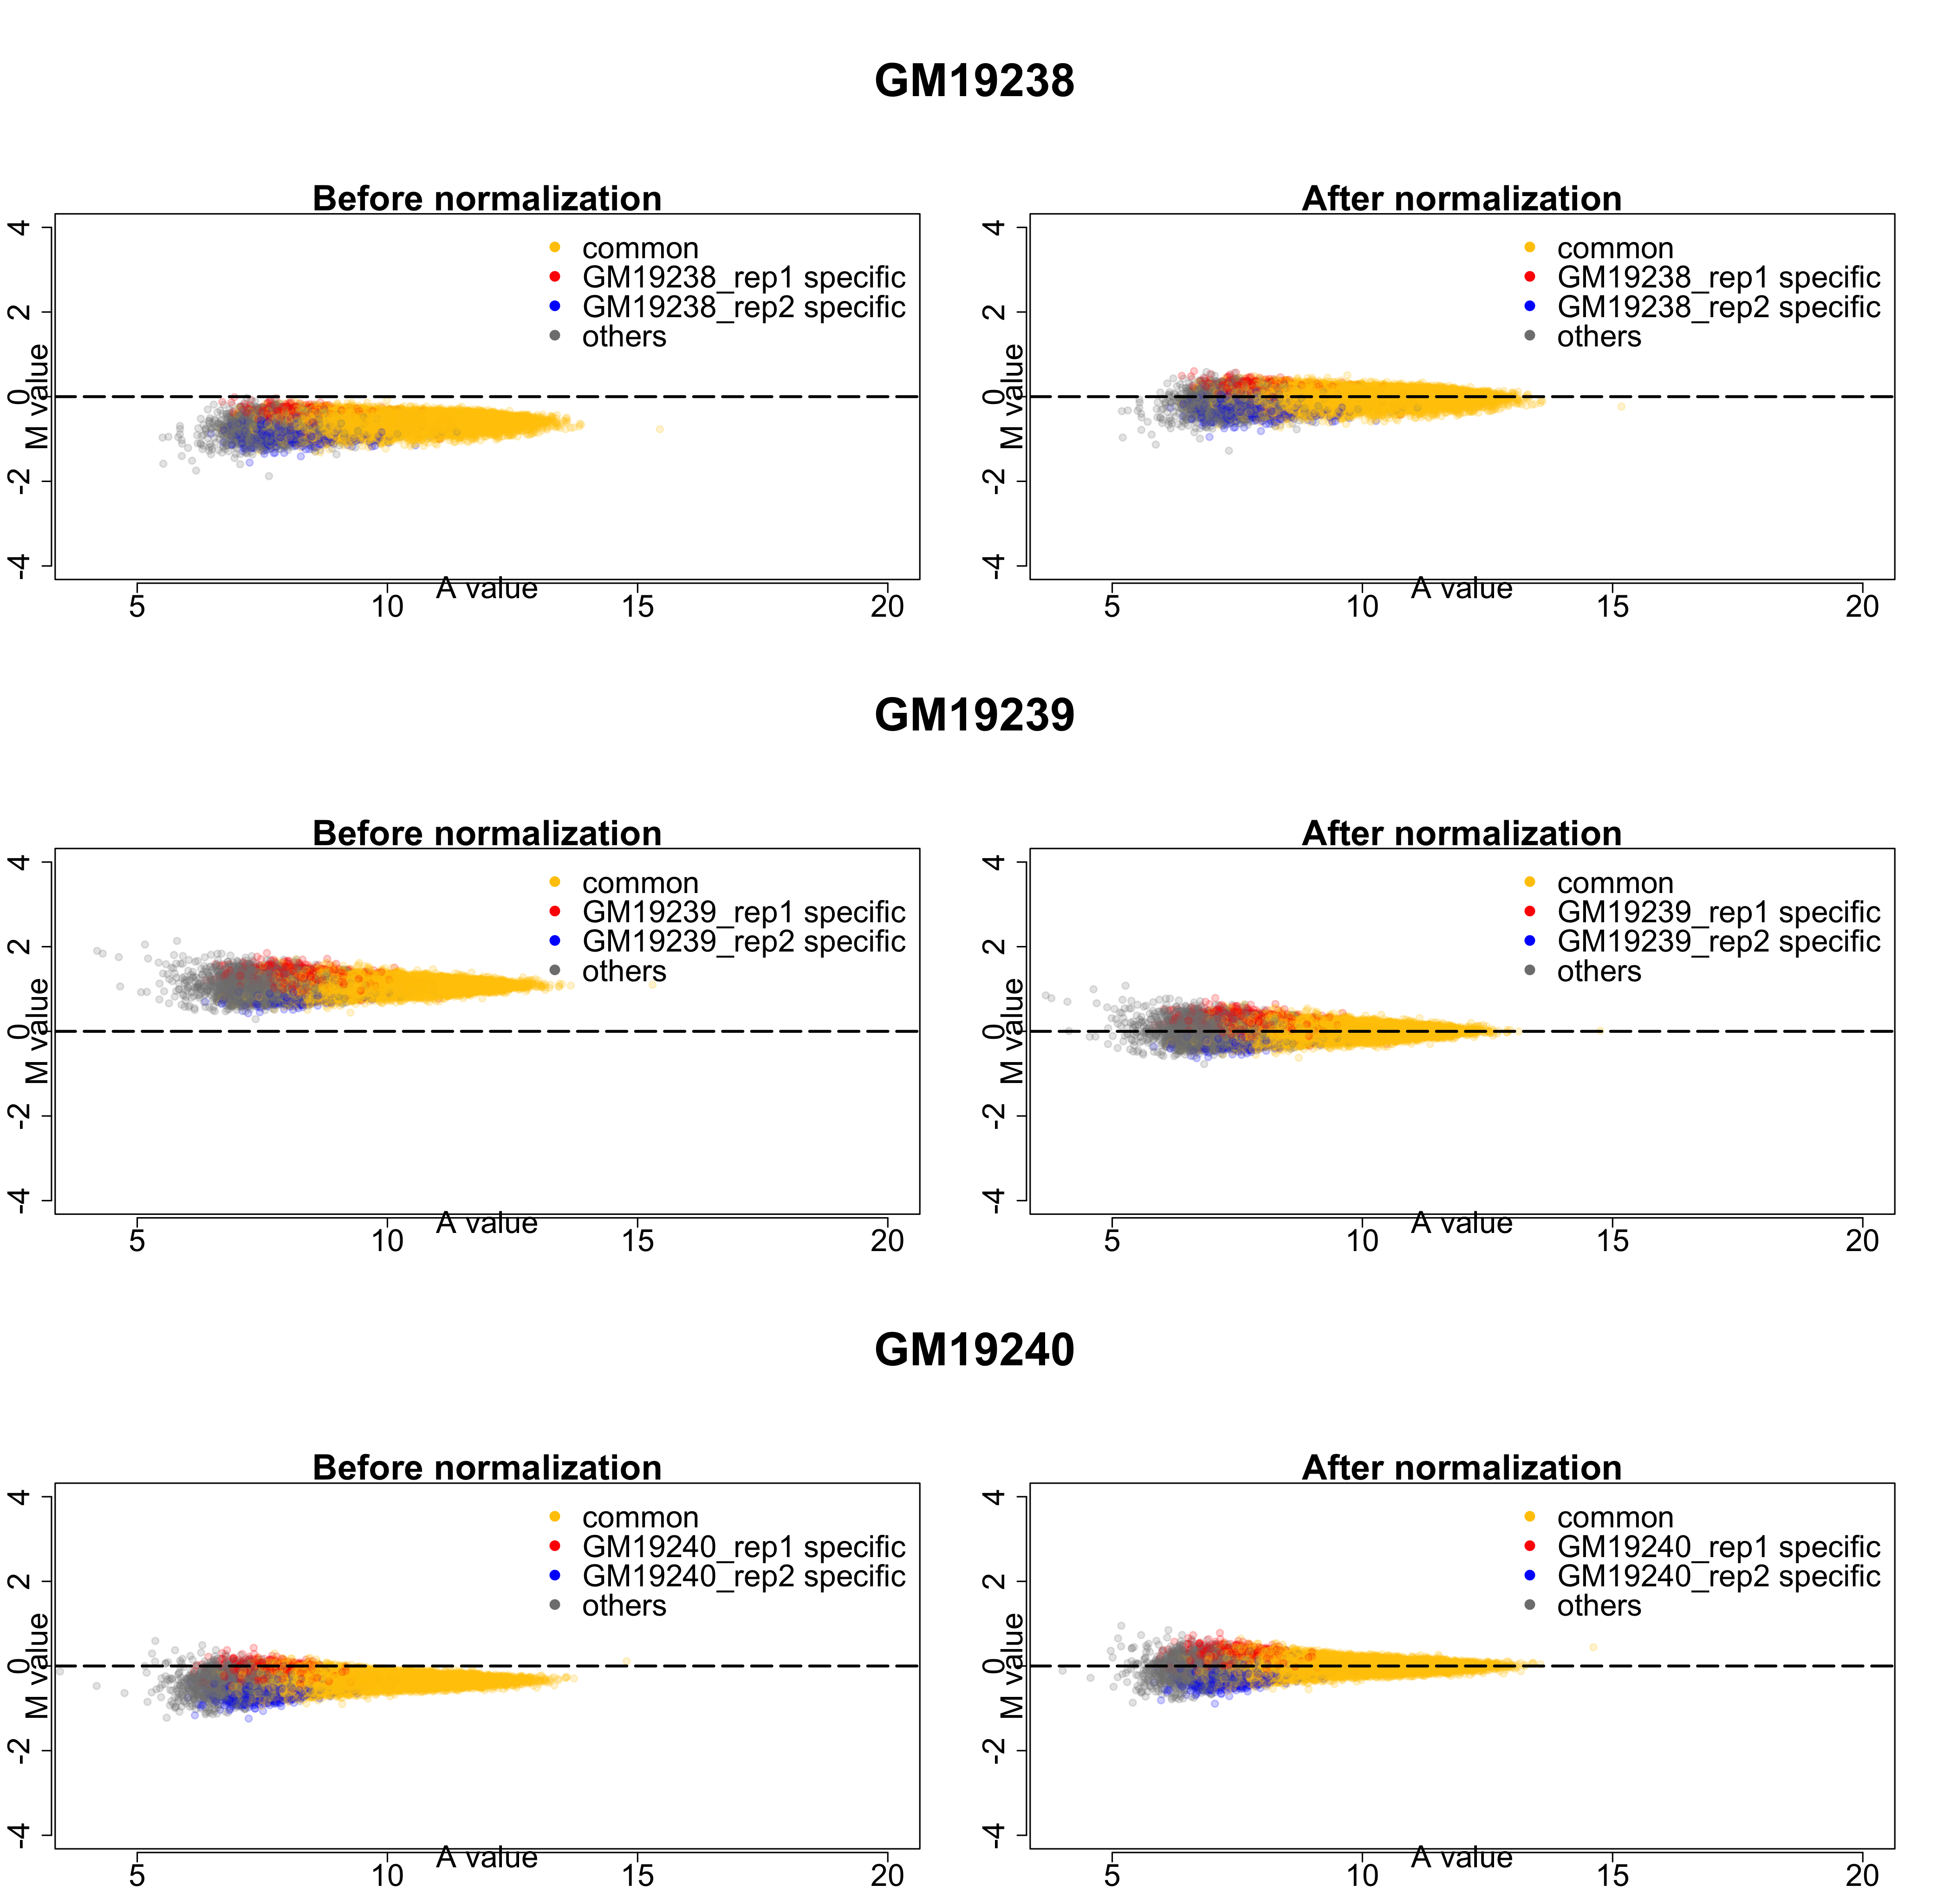 GM19238
Before normalization
4
2
0
-2
-4
M value
common
GM19238_rep1 specific
GM19238_rep2 specific
others
5
10
15
20
A value
After normalization
4
2
0
-2
-4
M value
common
GM19238_rep1 specific
GM19238_rep2 specific
others
5
10
15
20
A value
GM19239
Before normalization
4
2
0
-2
-4
M value
common
GM19239_rep1 specific
GM19239_rep2 specific
others
5
10
15
20
A value
After normalization
4
2
0
-2
-4
M value
common
GM19239_rep1 specific
GM19239_rep2 specific
others
5
10
15
20
A value
GM19240
Before normalization
4
2
0
-2
-4
M value
common
GM19240_rep1 specific
GM19240_rep2 specific
others
5
10
15
20
A value
After normalization
4
2
0
-2
-4
M value
common
GM19240_rep1 specific
GM19240_rep2 specific
others
5
10
15
20
A value